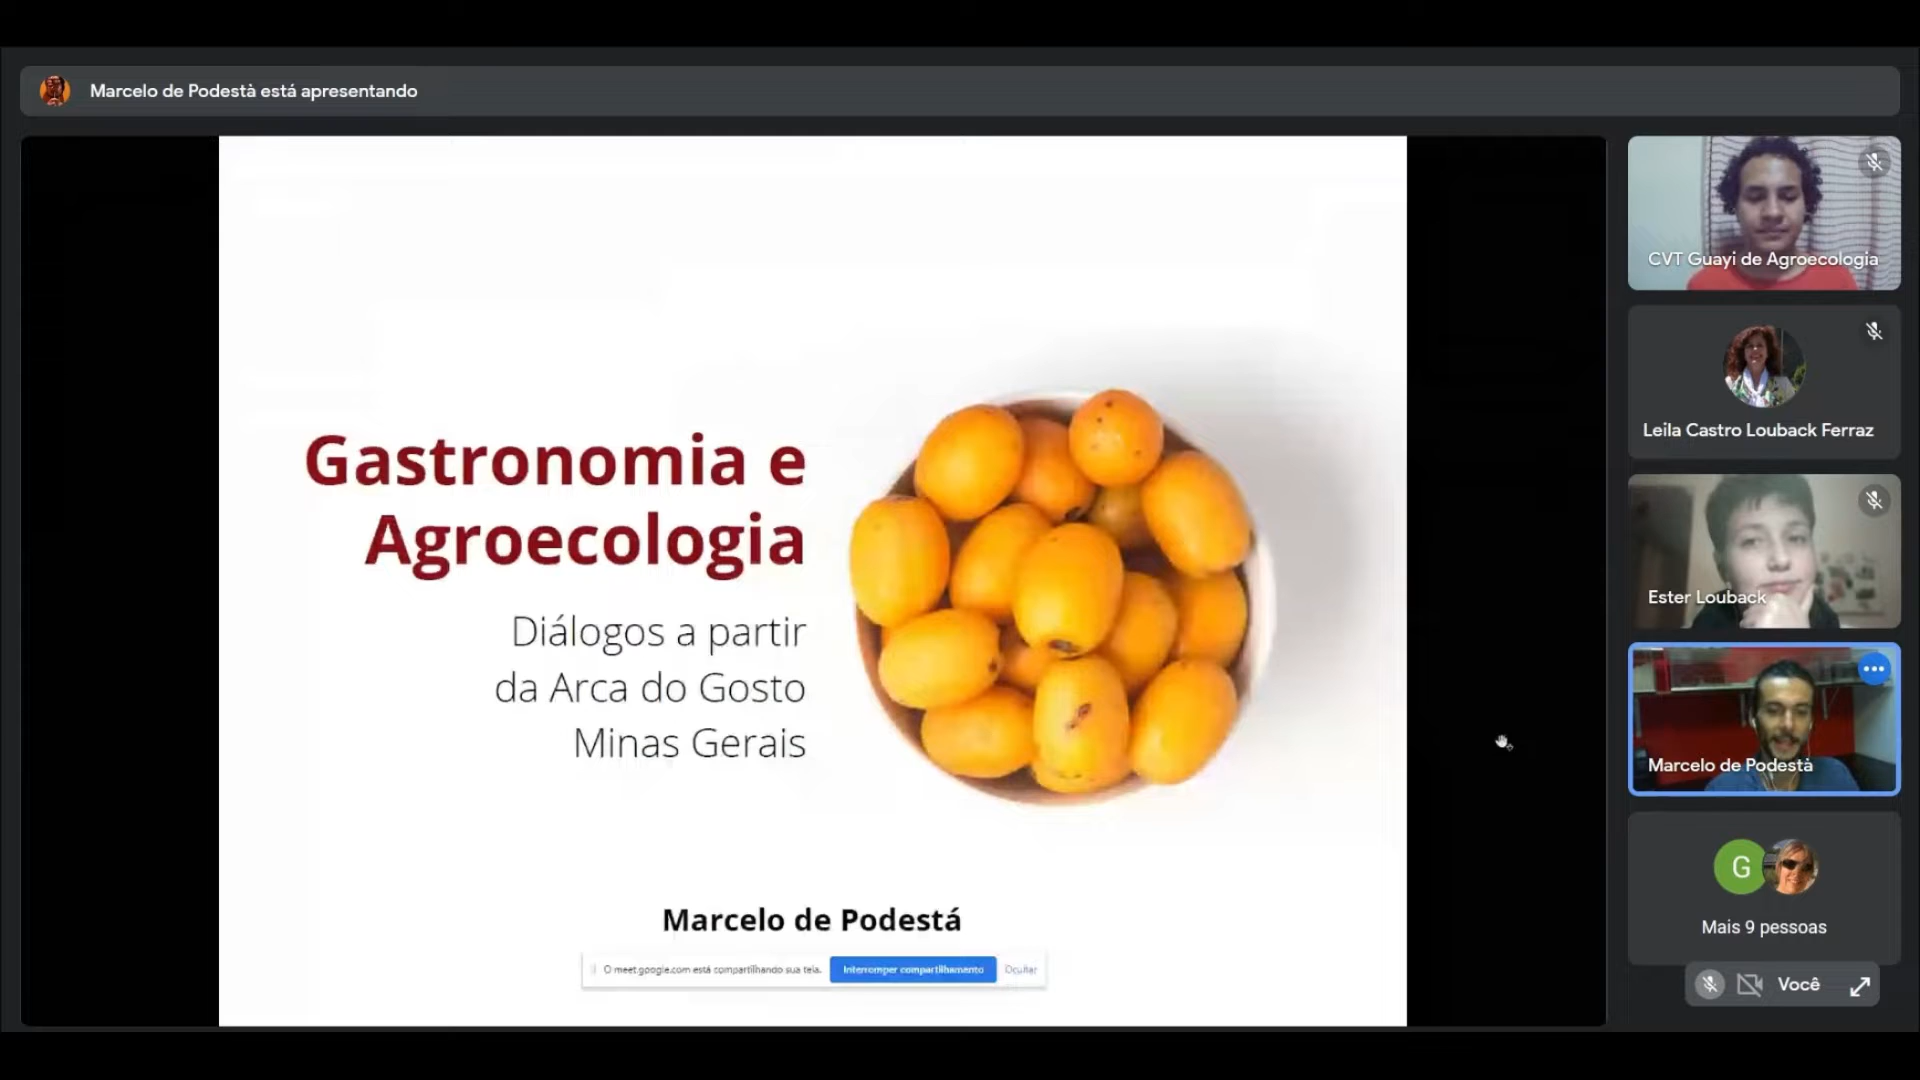 Marcelo de Podestà está apresentando
Gastronomia e
Agroecologia
Diálogos a partir
da Arca do Gosto
Minas Gerais
Marcelo de Podestá
O meet.google.com está compartilhando sua tela.
Interromper compartilhamento
Ocultar
CVT Guayi de Agroecologia
Leila Castro Louback Ferraz
Ester Louback
Marcelo de Podestà
G
Mais 9 pessoas
Você